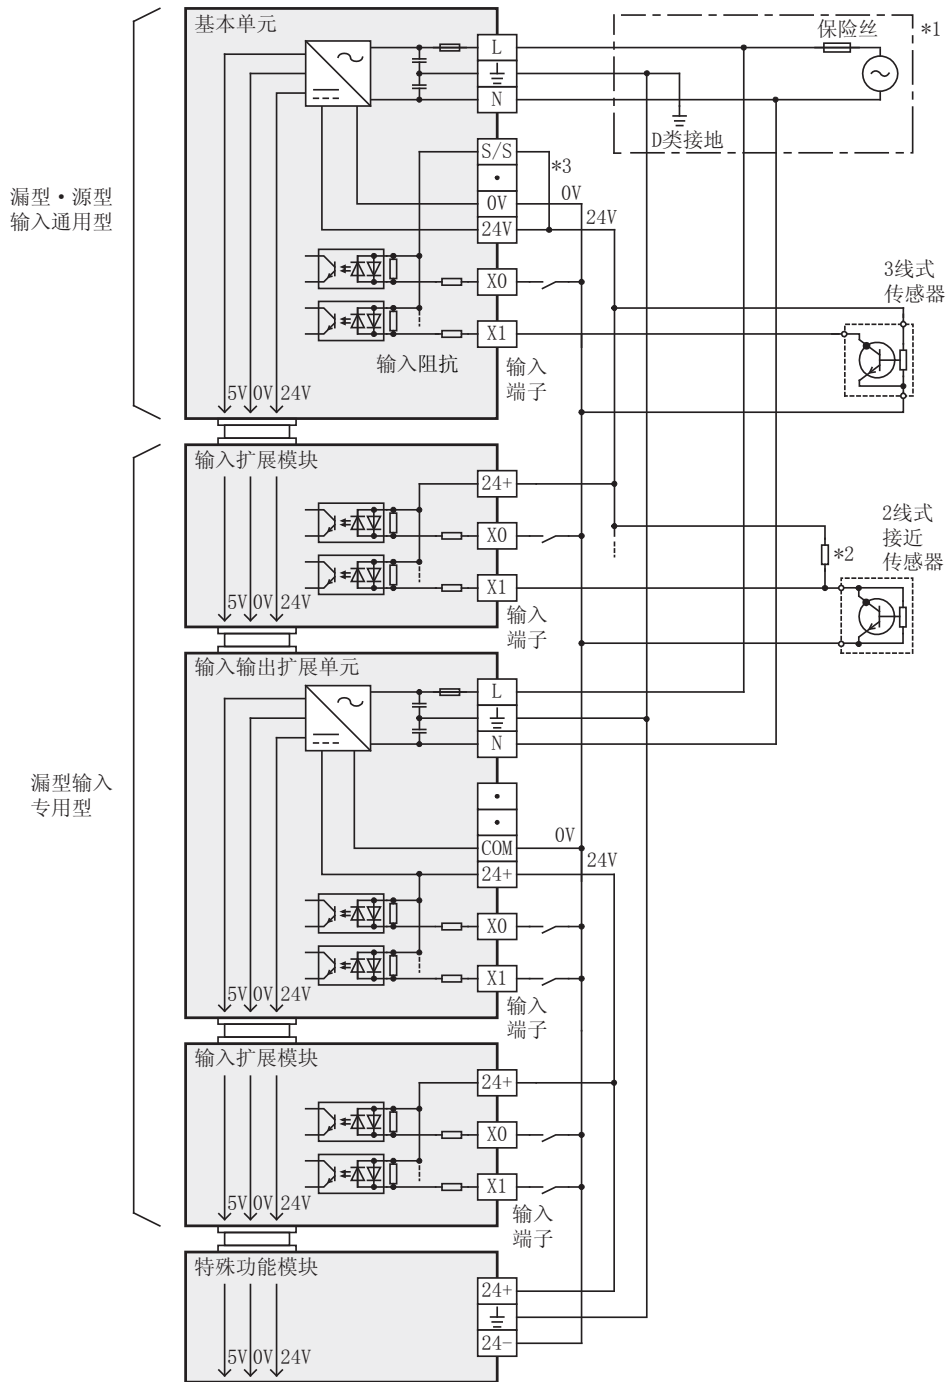 基本单元
保险丝
*1
L
N
D类接地
S/S
*3
0V
0V
24V
24V
漏型・源型
输入通用型
X0
3线式
传感器
X1
输入阻抗
输入
端子
5V
0V
24V
输入扩展模块
24+
2线式
接近
传感器
X0
*2
X1
5V
0V
24V
输入
端子
输入输出扩展单元
L
N
漏型输入
专用型
0V
COM
24V
24+
X0
X1
5V
0V
24V
输入
端子
输入扩展模块
24+
X0
X1
5V
0V
24V
输入
端子
特殊功能模块
24+
24-
5V
0V
24V